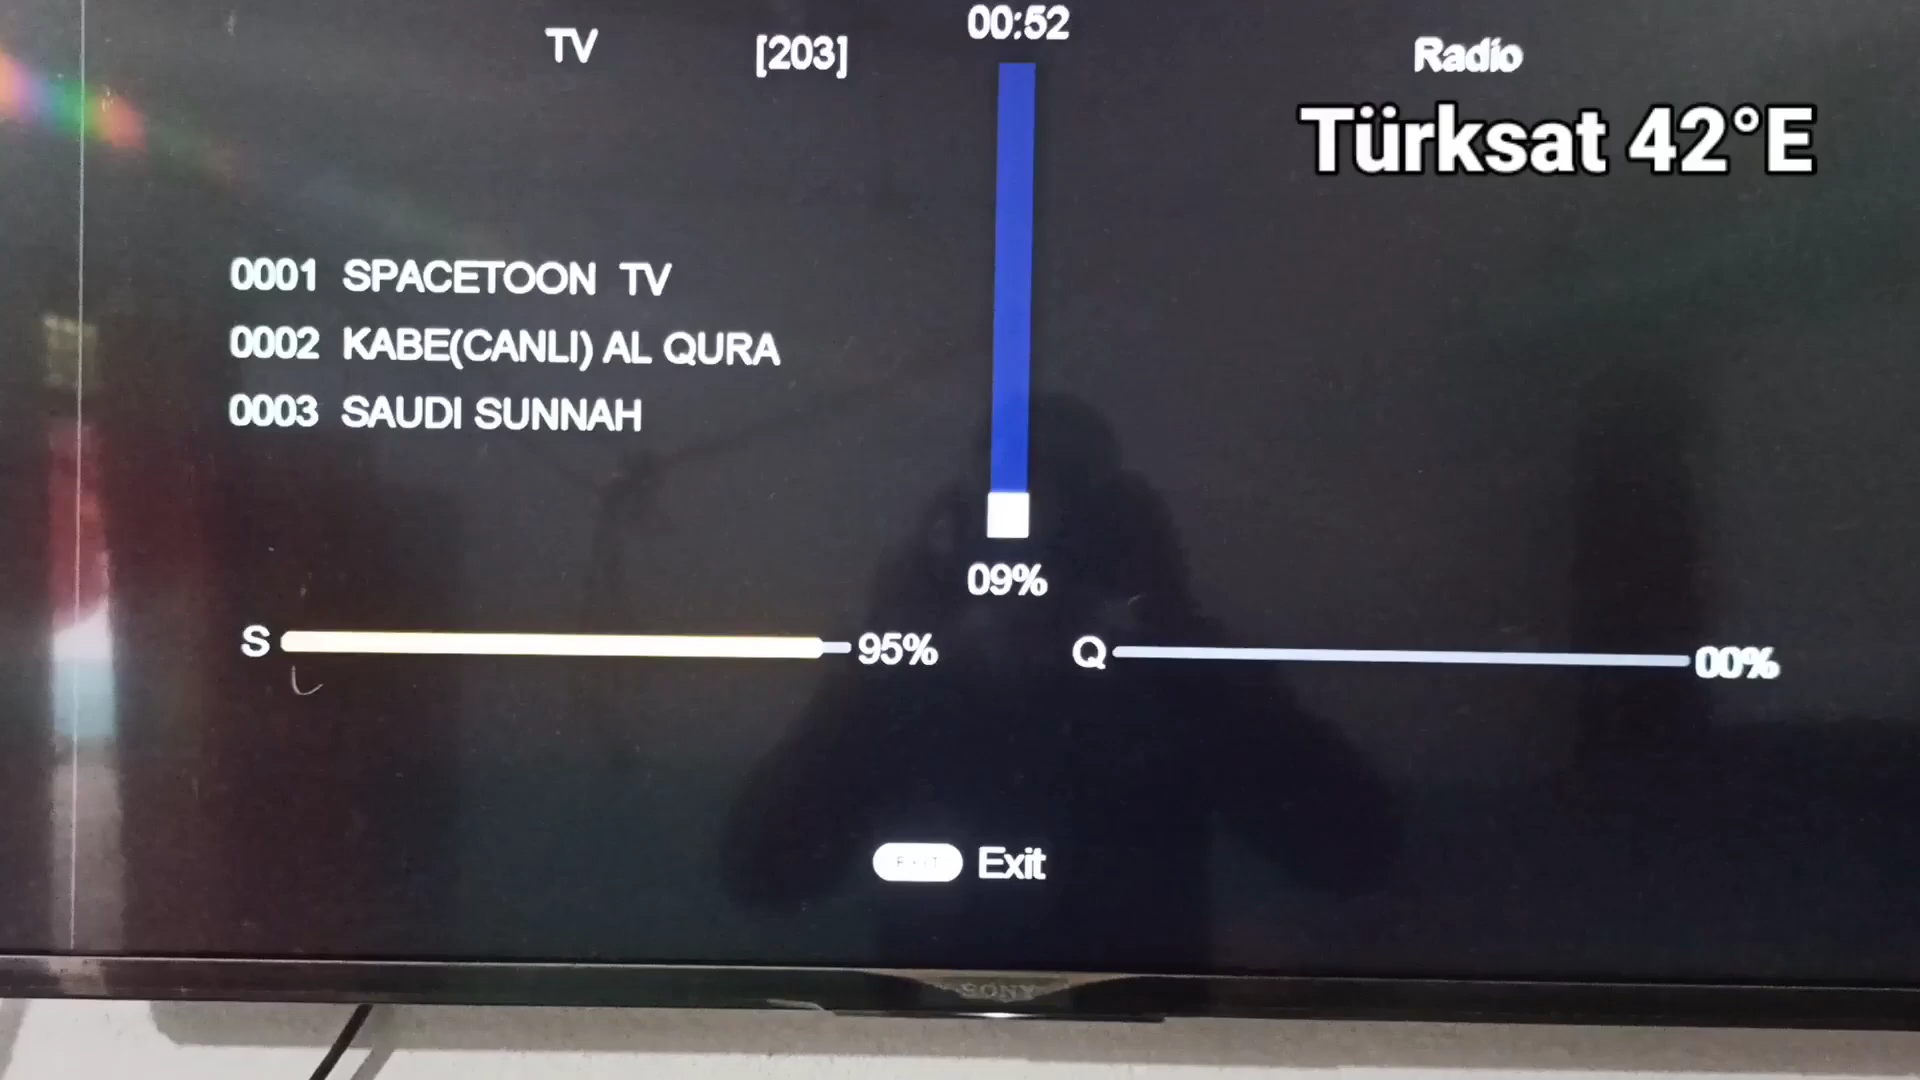 00:52
TV [203] Radio
Türksat 42°E
0001 SPACETOON TV
0002 KABE(CANLI) AL QURA
0003 SAUDI SUNNAH
09%
S 95% Q 00%
EXIT Exit
SONY